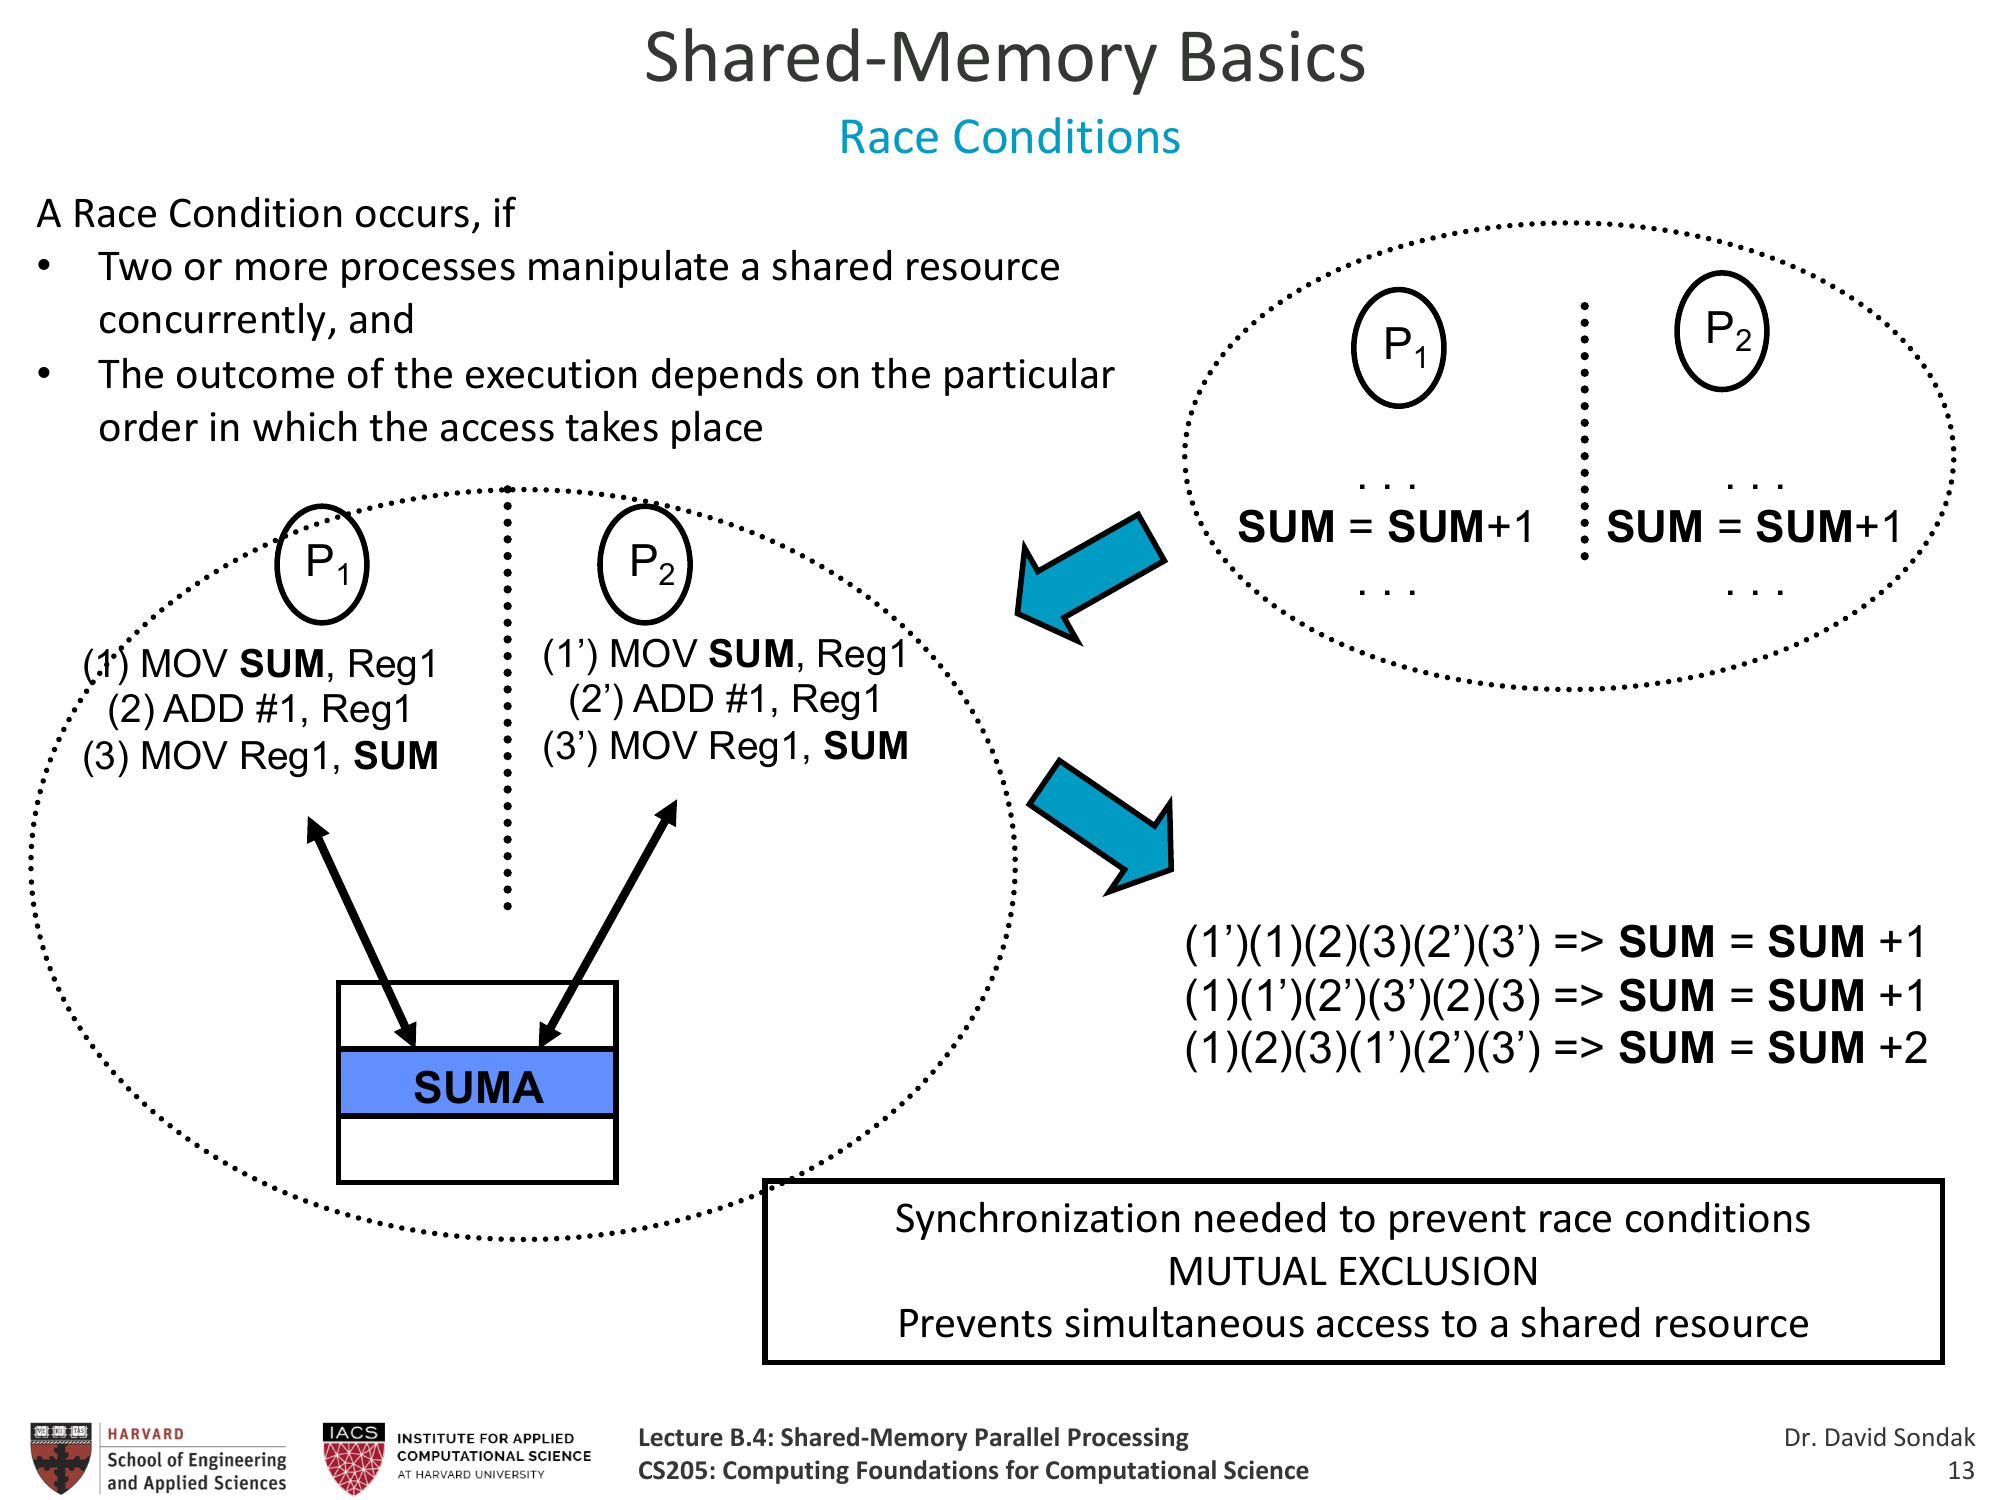 Shared-Memory Basics
Race Conditions
A Race Condition occurs, if
• Two or more processes manipulate a shared resource
concurrently, and
• The outcome of the execution depends on the particular
order in which the access takes place
P1
P2
. . .
. . .
SUM = SUM+1
SUM = SUM+1
. . .
. . .
P1
P2
(1) MOV SUM, Reg1
(2) ADD #1, Reg1
(3) MOV Reg1, SUM
(1’) MOV SUM, Reg1
(2’) ADD #1, Reg1
(3’) MOV Reg1, SUM
SUMA
(1’)(1)(2)(3)(2’)(3’) => SUM = SUM +1
(1)(1’)(2’)(3’)(2)(3) => SUM = SUM +1
(1)(2)(3)(1’)(2’)(3’) => SUM = SUM +2
Synchronization needed to prevent race conditions
MUTUAL EXCLUSION
Prevents simultaneous access to a shared resource
HARVARD
School of Engineering
and Applied Sciences
IACS
INSTITUTE FOR APPLIED
COMPUTATIONAL SCIENCE
AT HARVARD UNIVERSITY
Lecture B.4: Shared-Memory Parallel Processing
CS205: Computing Foundations for Computational Science
Dr. David Sondak
13